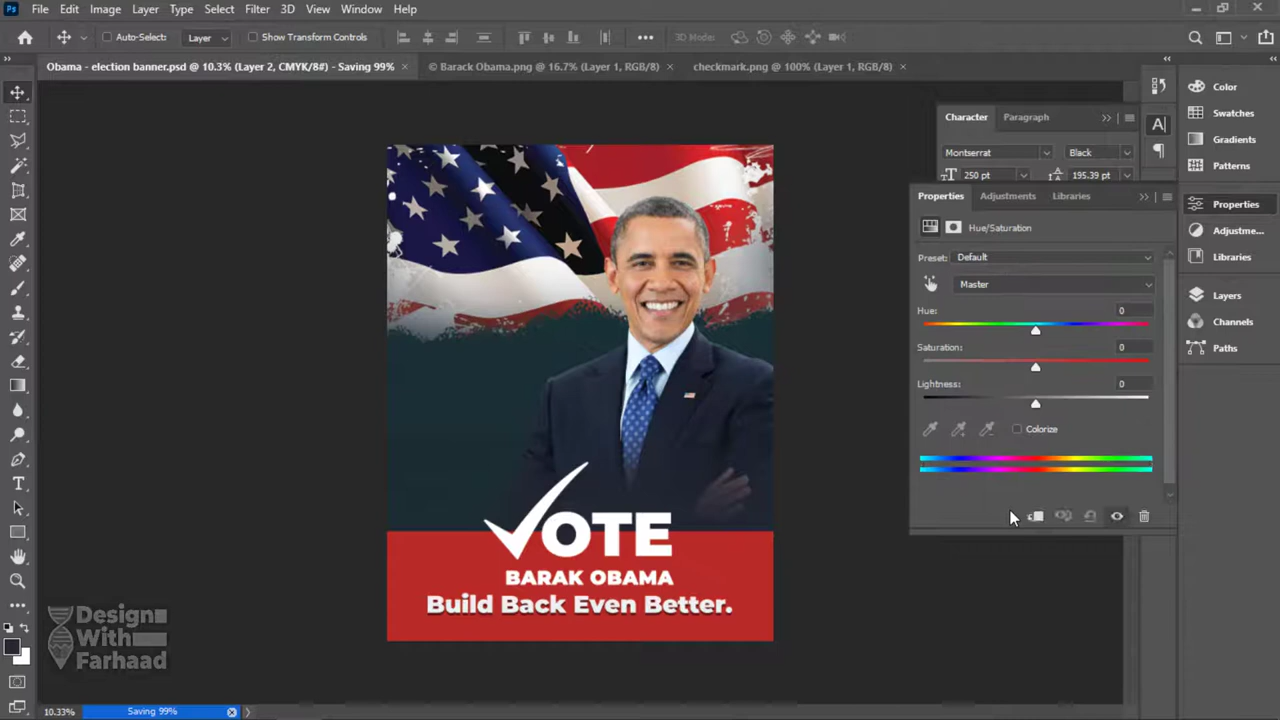 Ps File Edit Image Layer Type Select Filter 3D View Window Help
Auto-Select: Layer Show Transform Controls 3D Mode:
Obama - election banner.psd @ 10.3% (Layer 2, CMYK/8#) - Saving 99% × © Barack Obama.png @ 16.7% (Layer 1, RGB/8) × checkmark.png @ 100% (Layer 1, RGB/8) ×
Color
Swatches
Gradients
Patterns
Properties
Adjustme...
Libraries
Layers
Channels
Paths
Character Paragraph
Montserrat Black
250 pt 195.39 pt
Properties Adjustments Libraries
Hue/Saturation
Preset: Default
Master
Hue: 0
Saturation: 0
Lightness: 0
Colorize
OTE
BARAK OBAMA
Build Back Even Better.
Design
With
Farhaad
10.33% Saving 99%